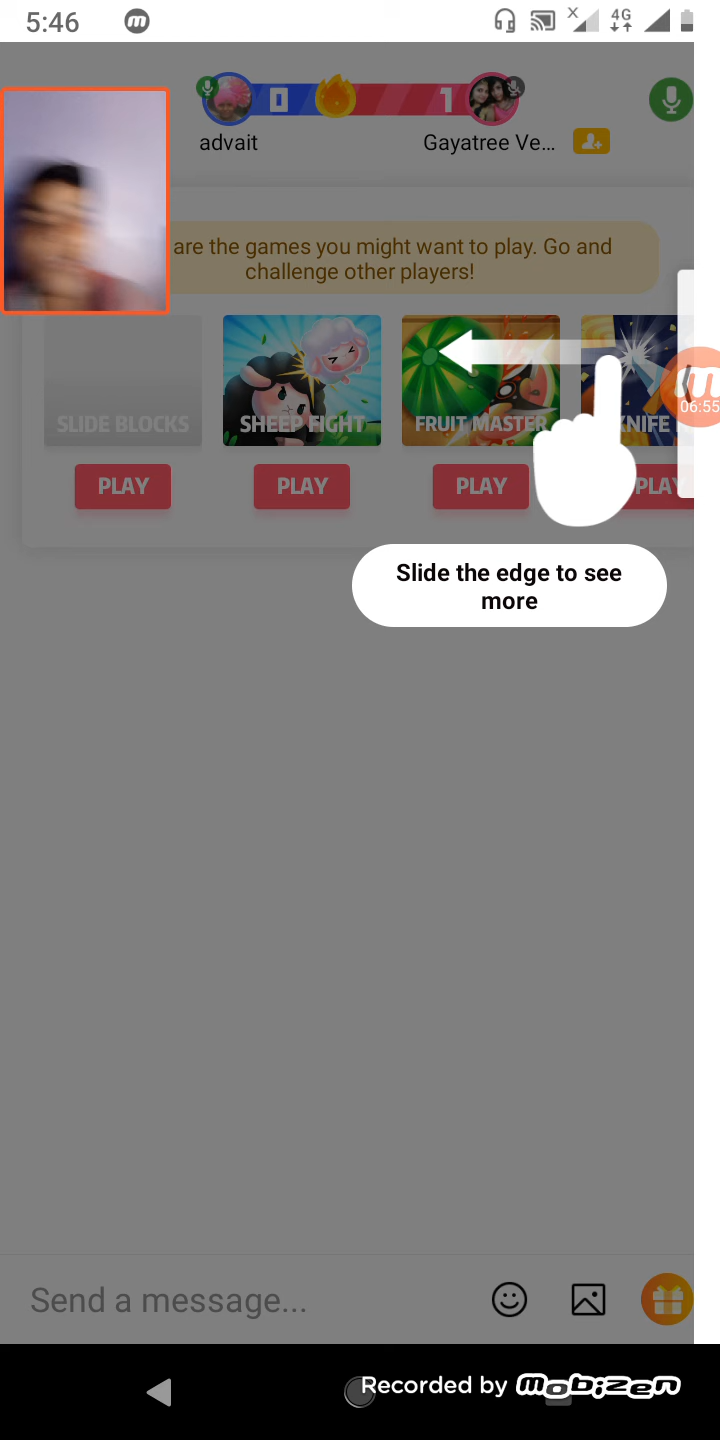 5:46
4G
0
1
advait
Gayatree Ve...
are the games you might want to play. Go and
challenge other players!
SLIDE BLOCKS
SHEEP FIGHT
FRUIT MASTER
KNIFE
06:55
PLAY
PLAY
PLAY
PLAY
Slide the edge to see
more
Send a message...
Recorded by mobizen